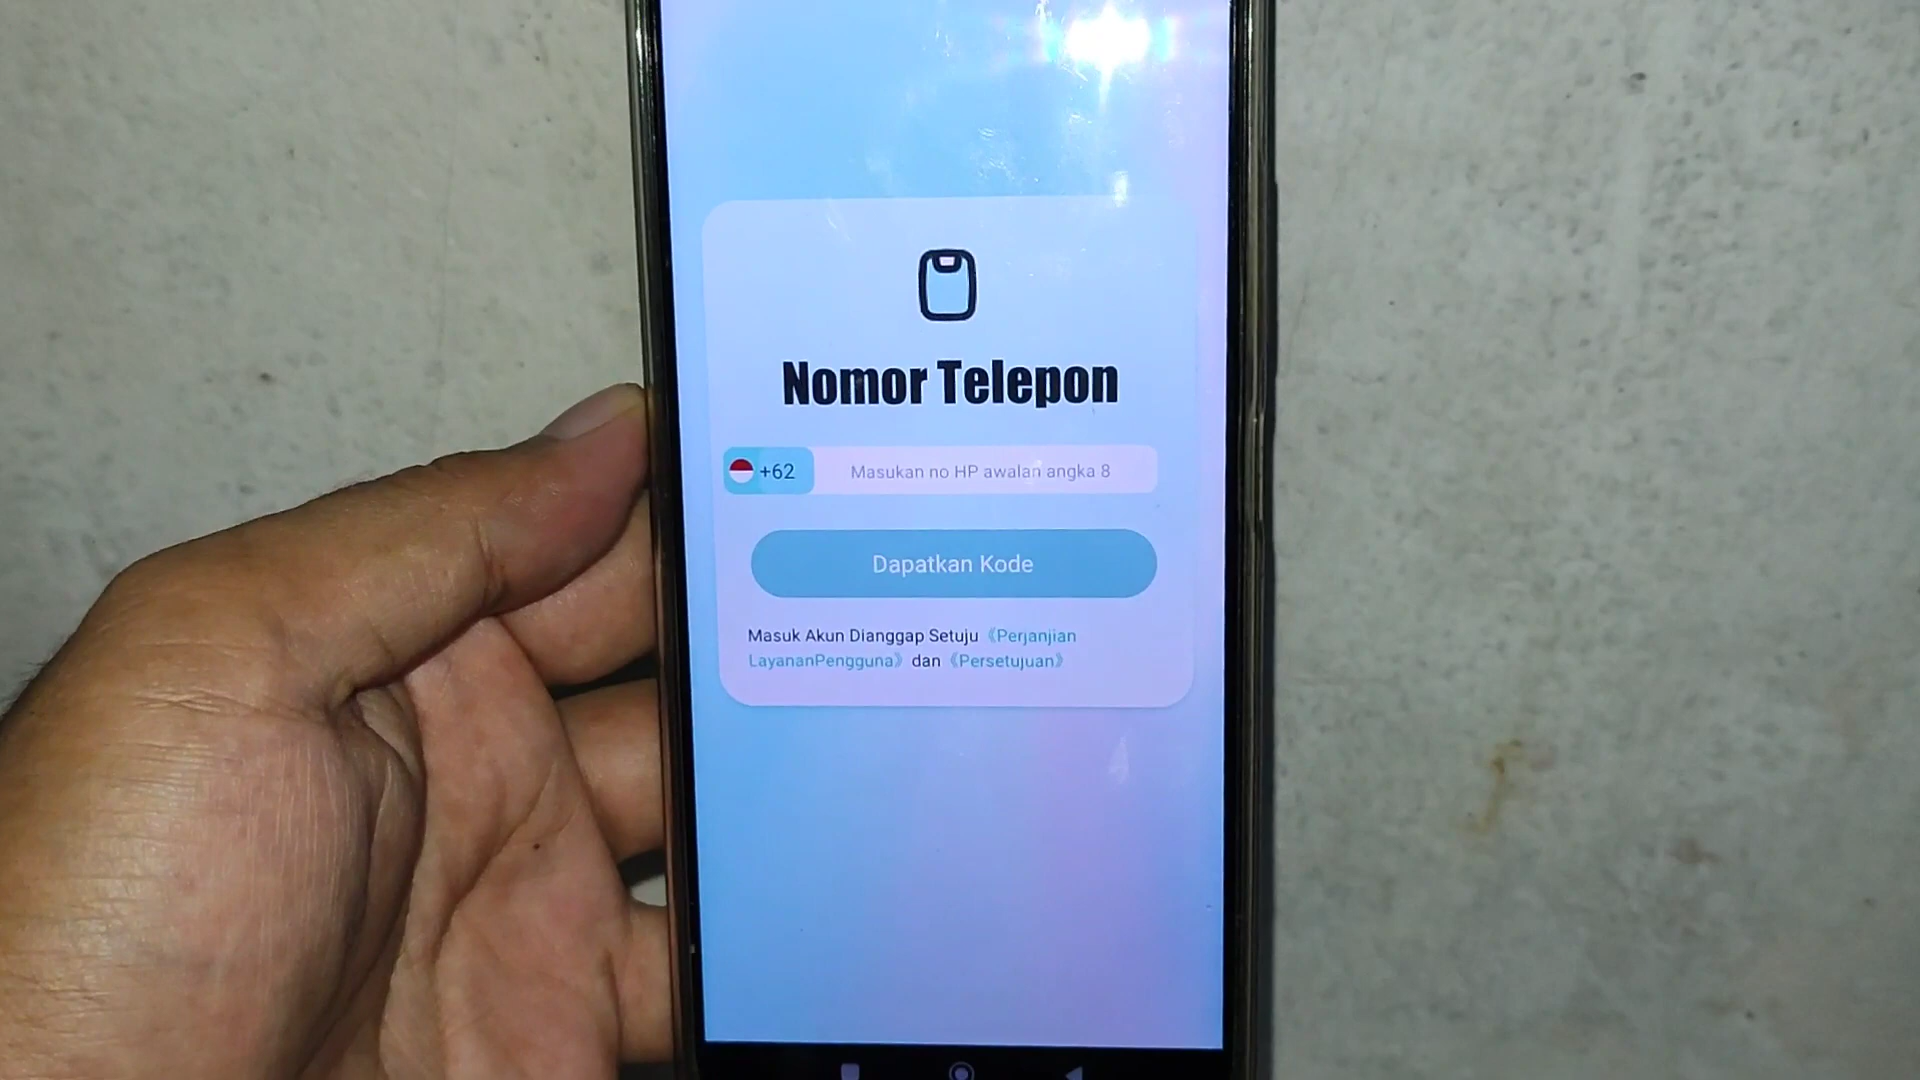 Nomor Telepon
+62 Masukan no HP awalan angka 8
Dapatkan Kode
Masuk Akun Dianggap Setuju《Perjanjian
LayananPengguna》 dan《Persetujuan》